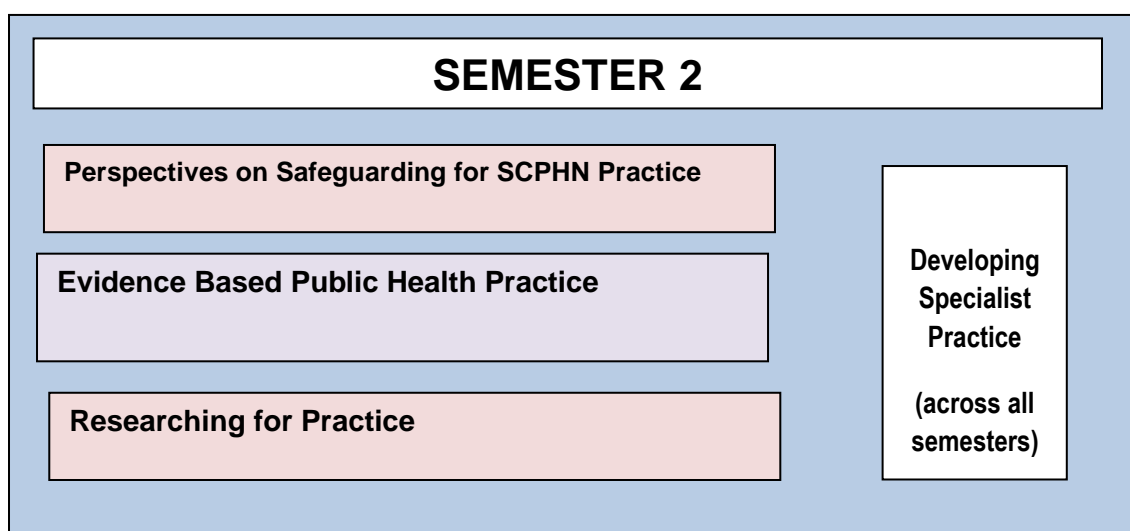 SEMESTER 2
Perspectives on Safeguarding for SCPHN Practice
Evidence Based Public Health Practice
Researching for Practice
Developing
Specialist
Practice
(across all
semesters)